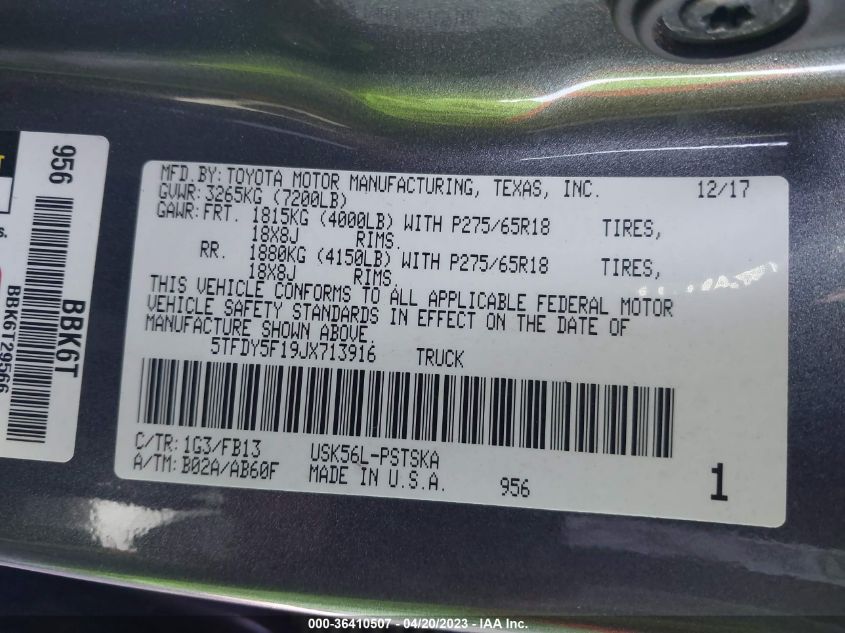 MFD.BY: TOYOTA MOTOR MANUFACTURING, TEXAS, INC. 12/17
GVWR: 3265KG (7200LB)
GAWR: FRT. 1815KG (4000LB) WITH P275/65R18 TIRES,
18X8J RIMS.
RR. 1880KG (4150LB) WITH P275/65R18 TIRES,
18X8J RIMS.
THIS VEHICLE CONFORMS TO ALL APPLICABLE FEDERAL MOTOR
VEHICLE SAFETY STANDARDS IN EFFECT ON THE DATE OF
MANUFACTURE SHOWN ABOVE.
5TFDY5F19JX713916 TRUCK
C/TR: 1G3/FB13 USK56L-PSTSKA
A/TM: B02A/AB60F MADE IN U.S.A. 956 1
956
BBK6T
BBK6T29566
s.
000-36410507 - 04/20/2023 - IAA Inc.